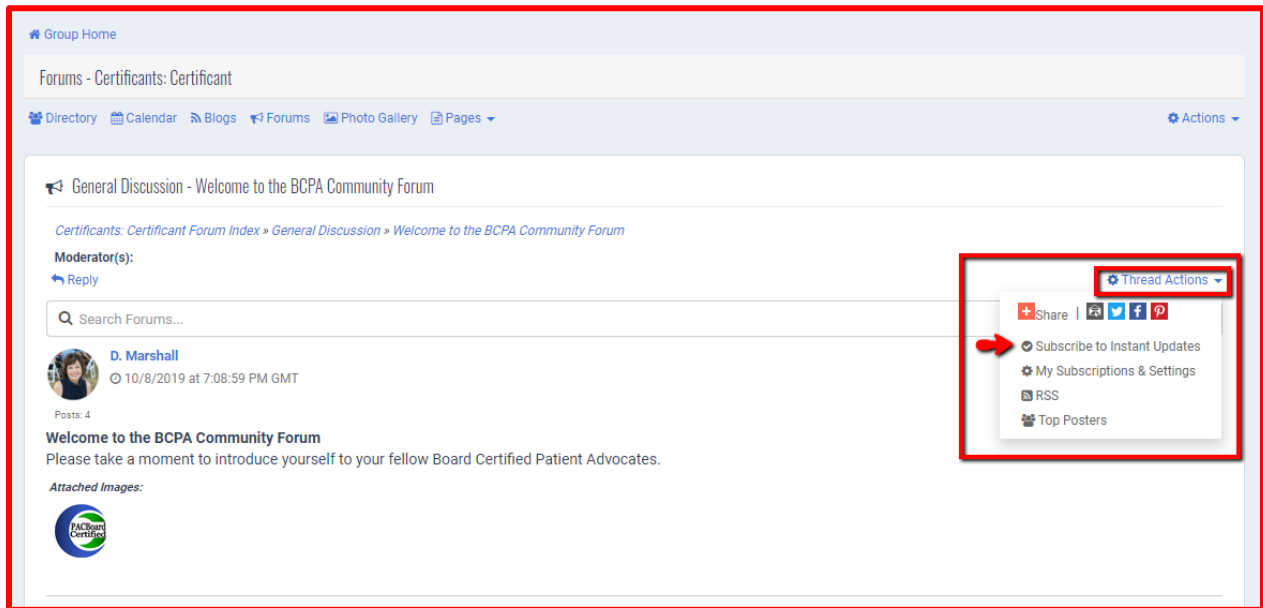 Group Home
Forums - Certificants: Certificant
Directory Calendar Blogs Forums Photo Gallery Pages Actions
General Discussion - Welcome to the BCPA Community Forum
Certificants: Certificant Forum Index » General Discussion » Welcome to the BCPA Community Forum
Moderator(s):
Reply Thread Actions
Search Forums...
Share |
D. Marshall
10/8/2019 at 7:08:59 PM GMT
Posts: 4
Subscribe to Instant Updates
My Subscriptions & Settings
RSS
Top Posters
Welcome to the BCPA Community Forum
Please take a moment to introduce yourself to your fellow Board Certified Patient Advocates.
Attached Images:
PACBoard
Certified